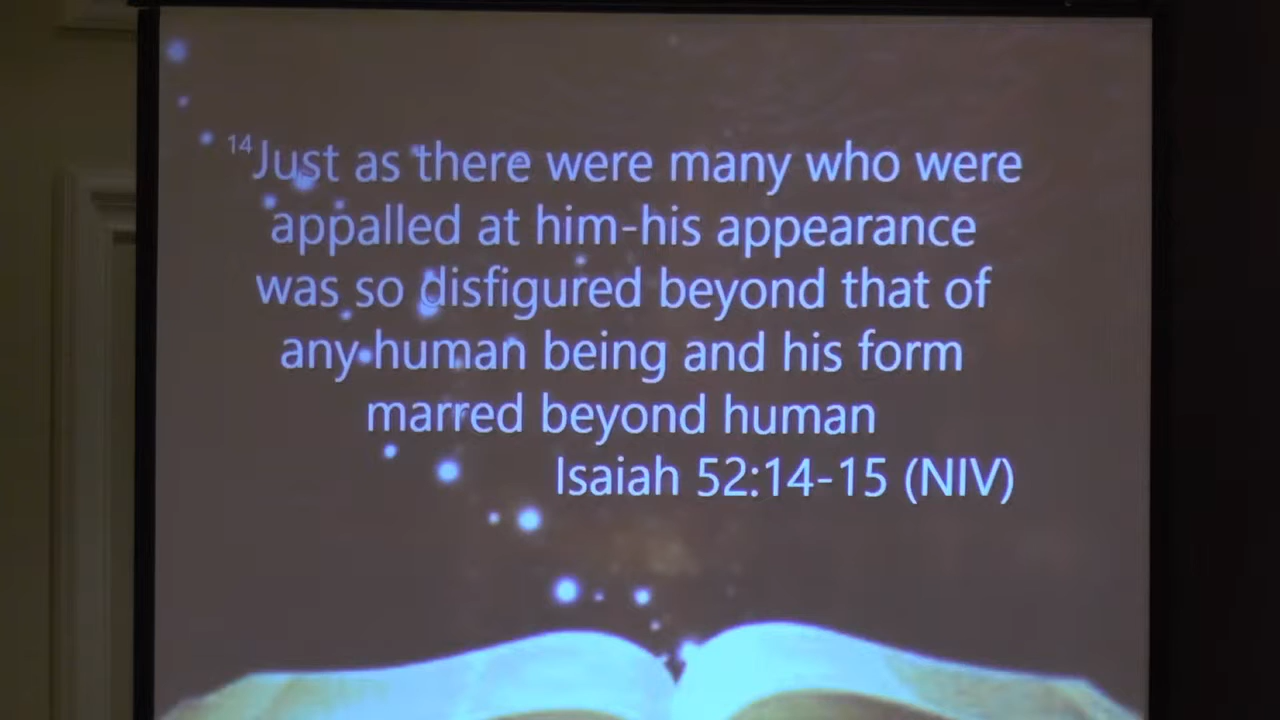 14Just as there were many who were
appalled at him-his appearance
was so disfigured beyond that of
any human being and his form
marred beyond human
Isaiah 52:14-15 (NIV)